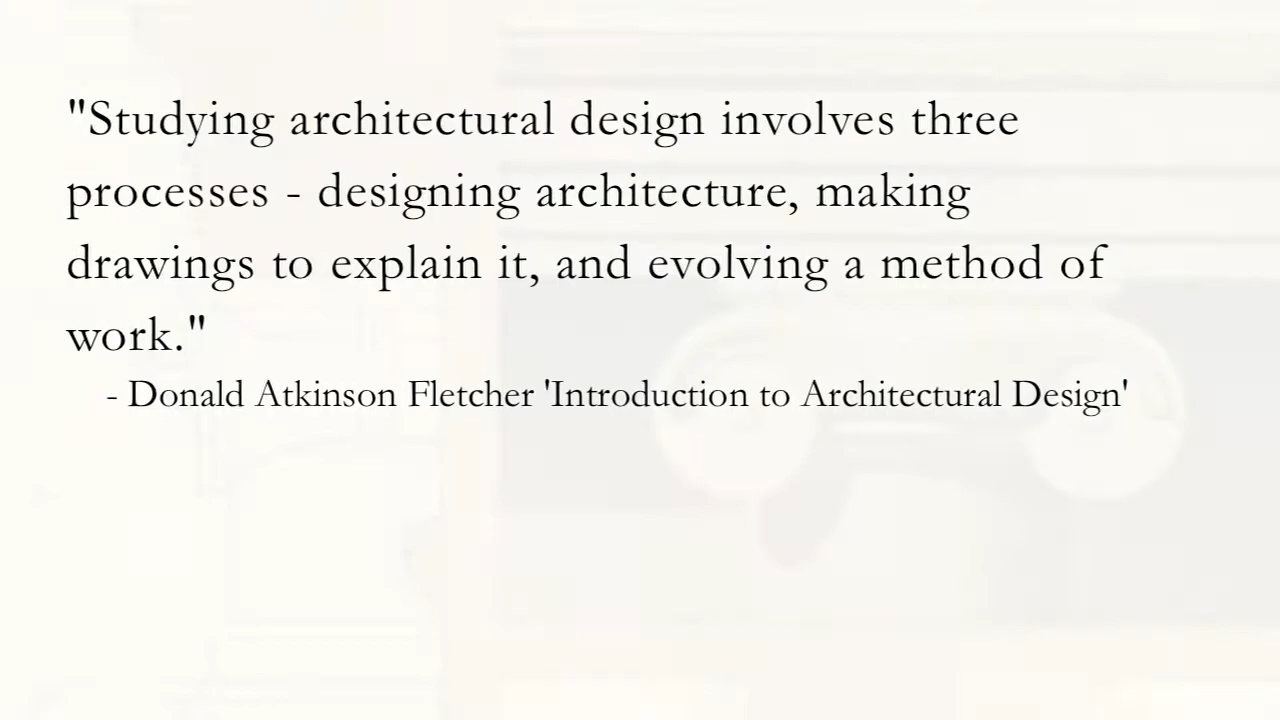 "Studying architectural design involves three
processes - designing architecture, making
drawings to explain it, and evolving a method of
work."
- Donald Atkinson Fletcher 'Introduction to Architectural Design'